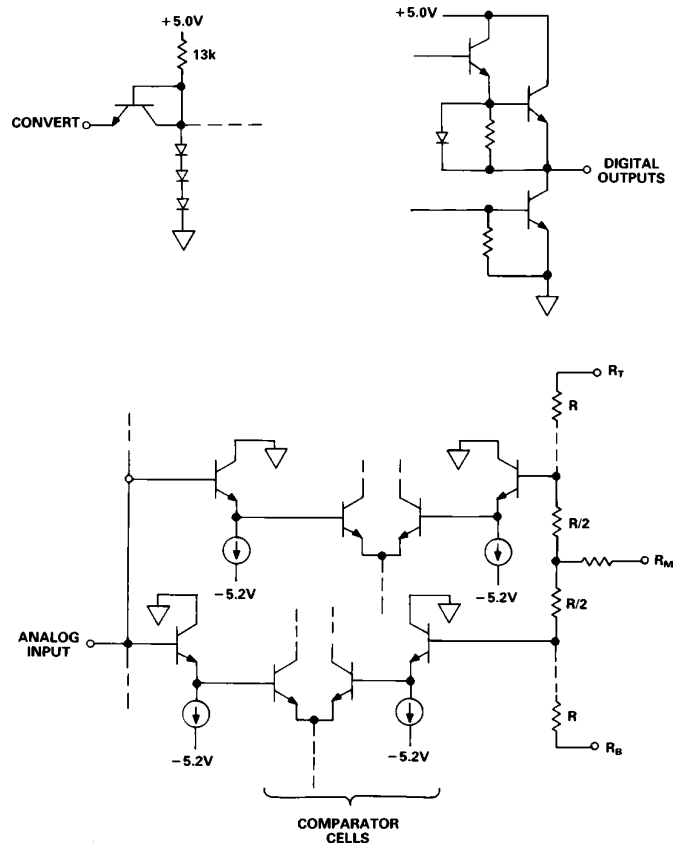 +5.0V
13k
CONVERT
+5.0V
DIGITAL
OUTPUTS
R_T
R
R/2
R_M
R/2
-5.2V
-5.2V
ANALOG
INPUT
-5.2V
-5.2V
R
R_B
COMPARATOR
CELLS